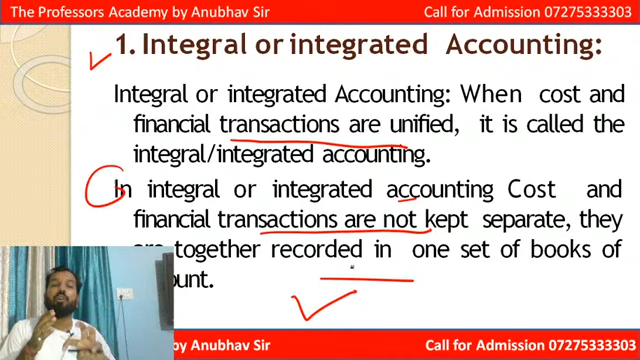 The Professors Academy by Anubhav Sir Call for Admission 07275333303
1. Integral or integrated Accounting:
Integral or integrated Accounting: When cost and
financial transactions are unified, it is called the
integral/integrated accounting.
In integral or integrated accounting Cost and
financial transactions are not kept separate, they
are together recorded in one set of books of
ount.
by Anubhav Sir Call for Admission 07275333303